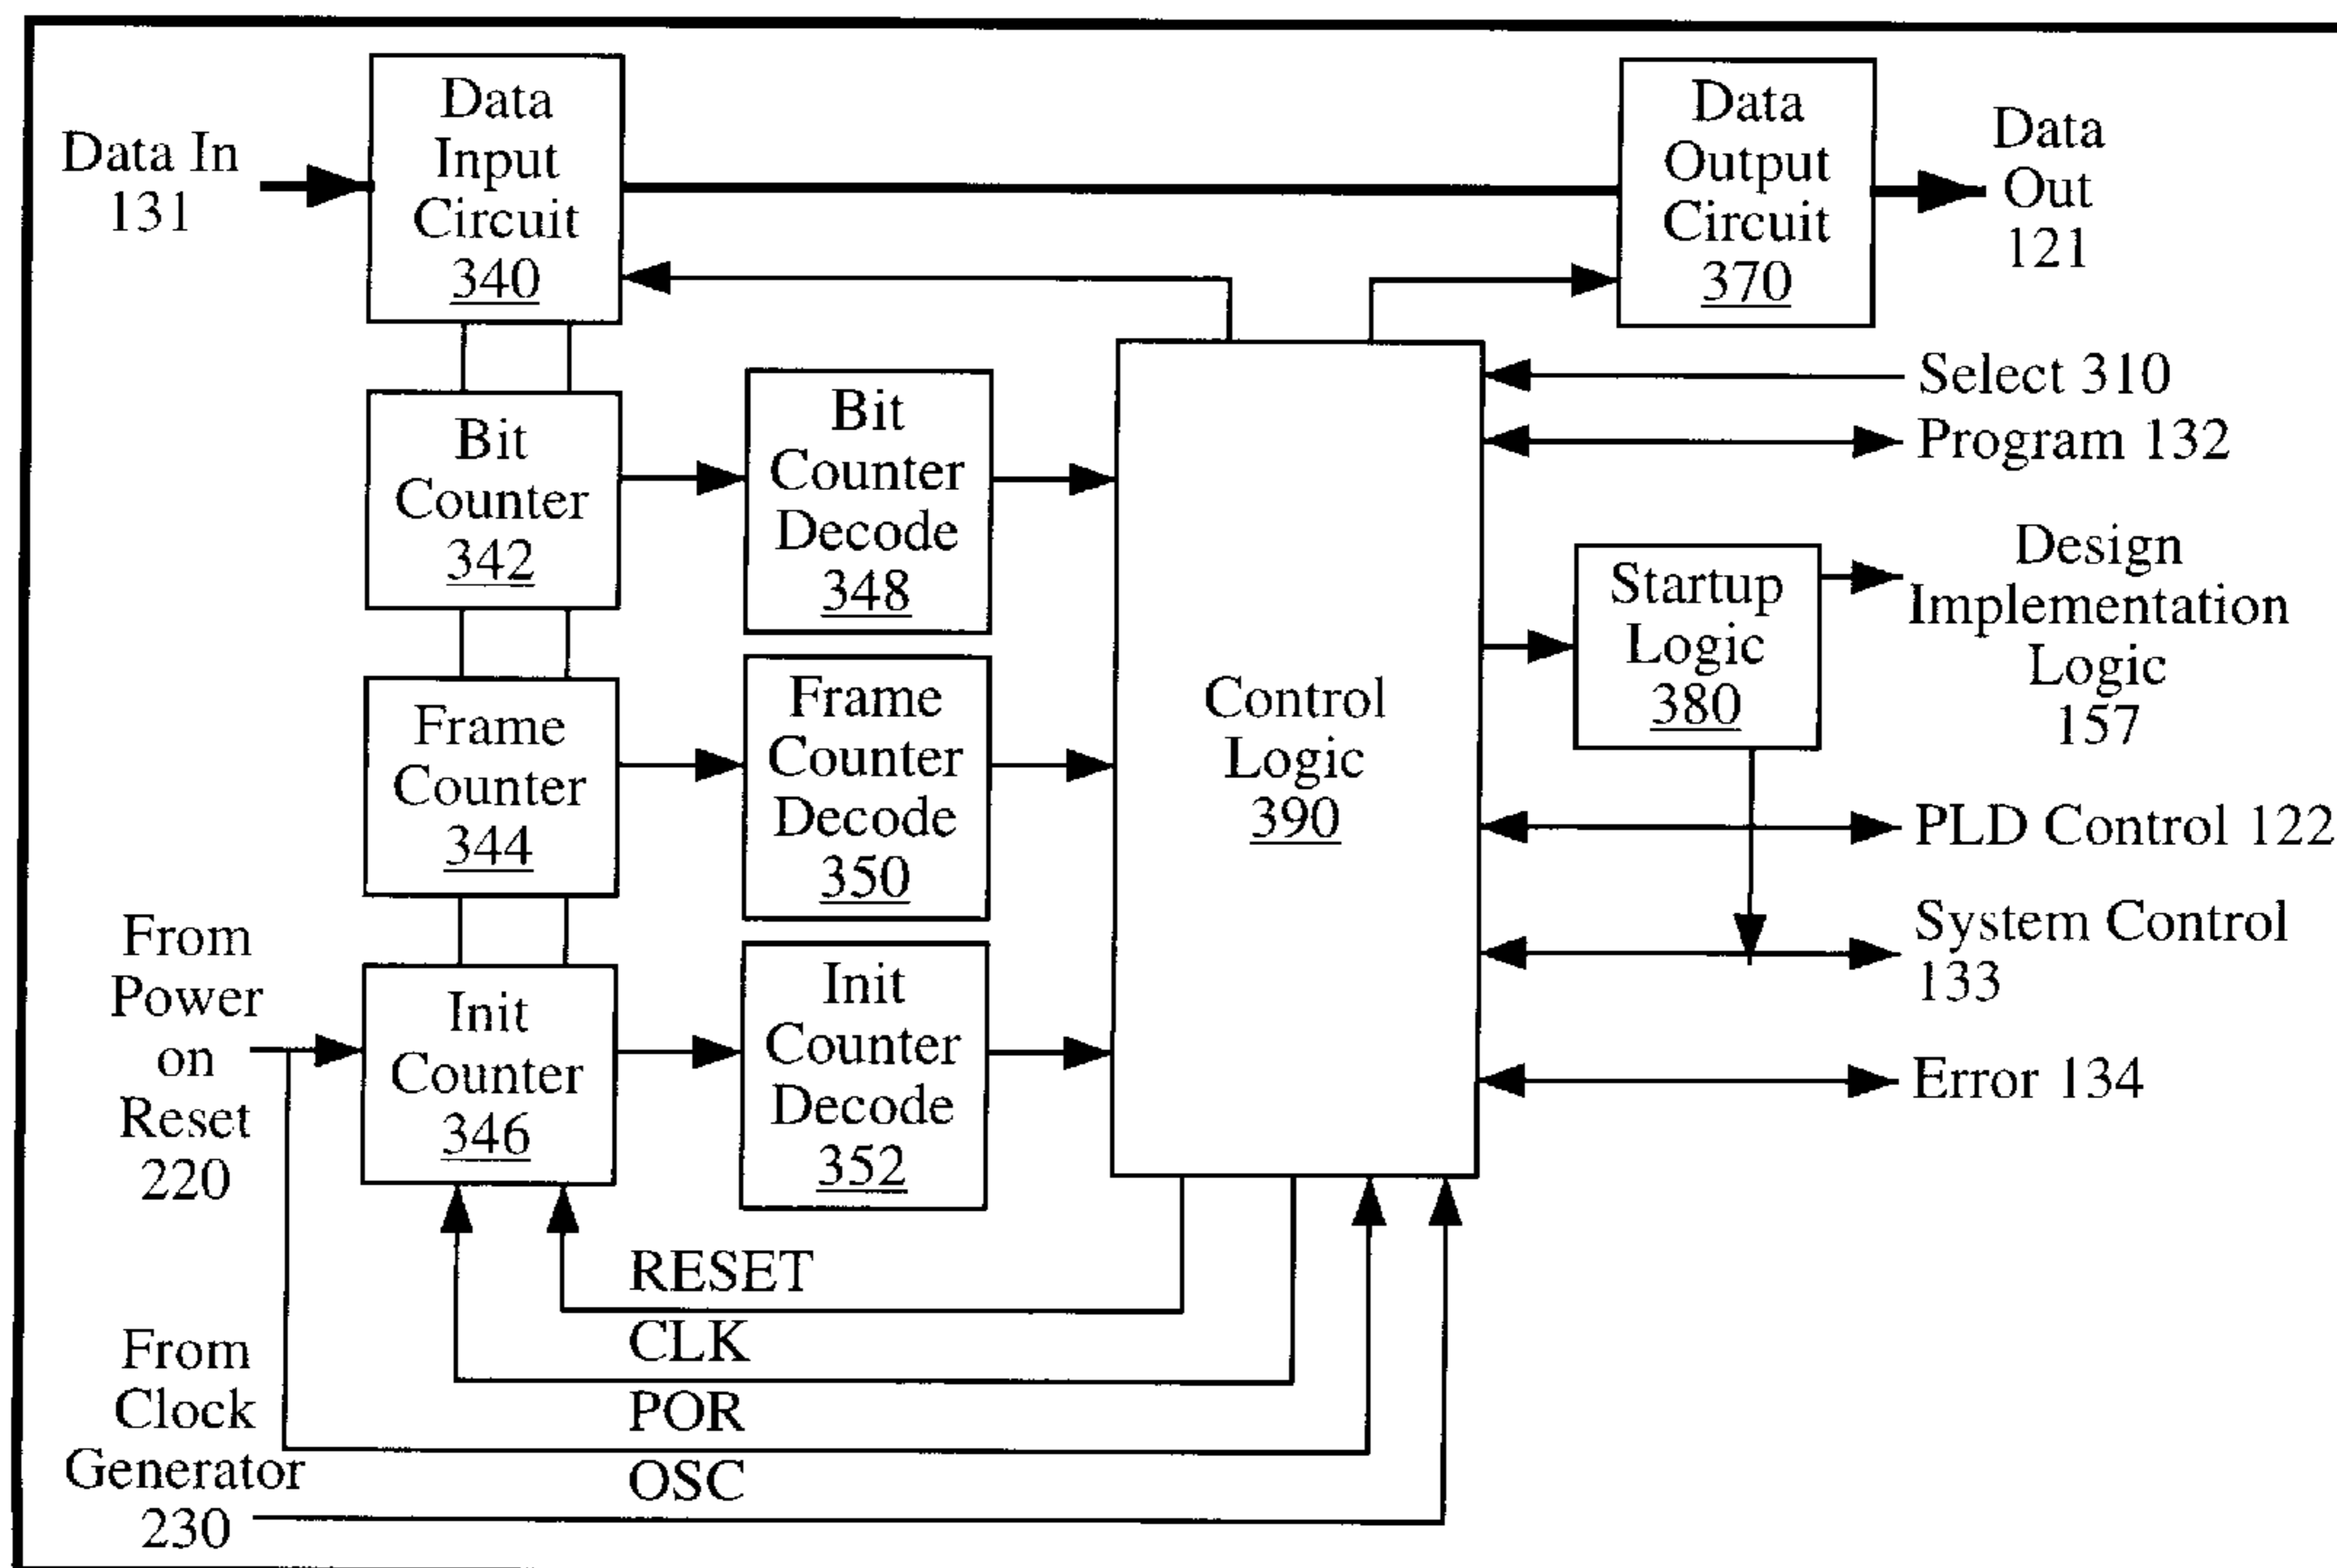 Data In
131
Data
Input
Circuit
340
Data
Output
Circuit
370
Data
Out
121
Select 310
Program 132
Bit
Counter
342
Bit
Counter
Decode
348
Startup
Logic
380
Design
Implementation
Logic
157
Frame
Counter
344
Frame
Counter
Decode
350
Control
Logic
390
PLD Control 122
System Control
133
Error 134
From
Power
on
Reset
220
Init
Counter
346
Init
Counter
Decode
352
RESET
CLK
POR
OSC
From
Clock
Generator
230